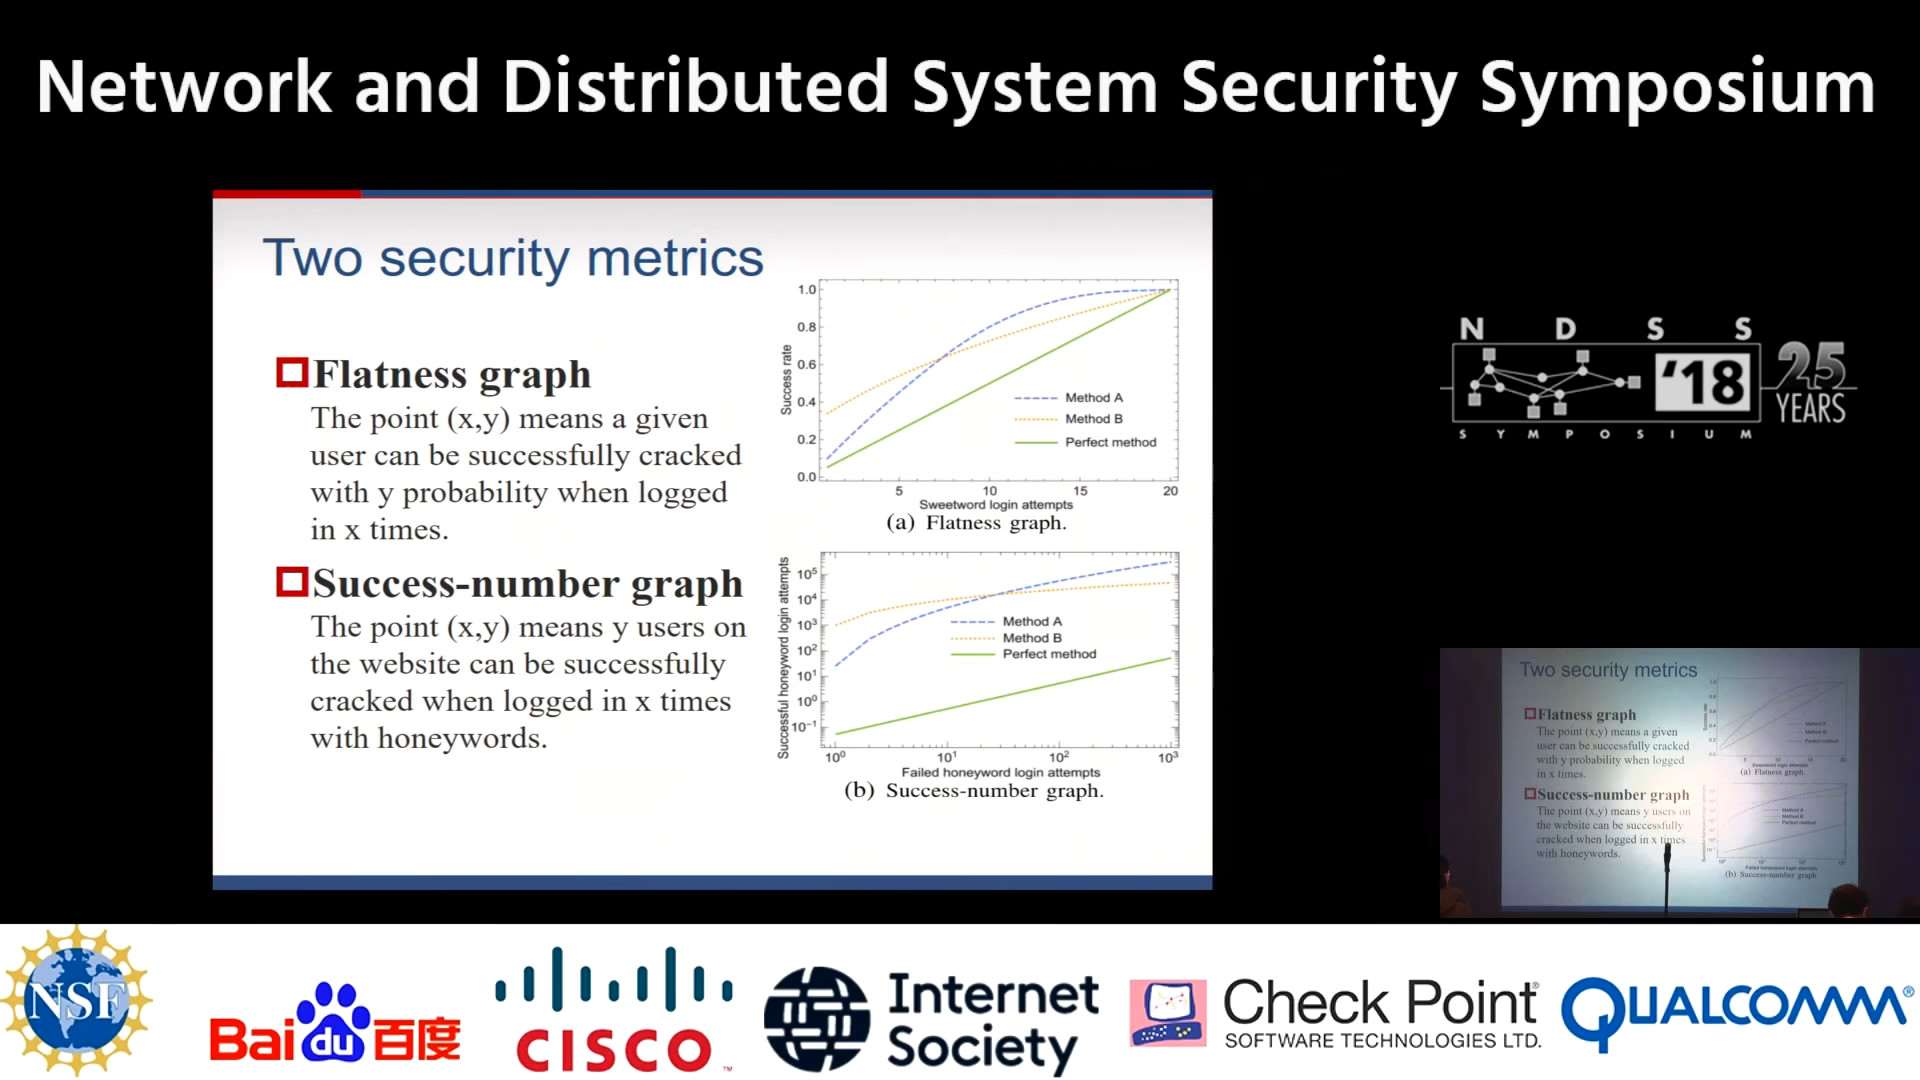 Network and Distributed System Security Symposium
Two security metrics
Flatness graph
The point (x,y) means a given
user can be successfully cracked
with y probability when logged
in x times.
Success-number graph
The point (x,y) means y users on
the website can be successfully
cracked when logged in x times
with honeywords.
Success rate
1.0
0.8
0.6
0.4
0.2
0.0
Method A
Method B
Perfect method
5 10 15 20
Sweetword login attempts
(a) Flatness graph.
Successful honeyword login attempts
10⁵
10⁴
10³
10²
10¹
10⁰
10⁻¹
Method A
Method B
Perfect method
10⁰ 10¹ 10² 10³
Failed honeyword login attempts
(b) Success-number graph.
N D S S
'18
25
YEARS
S Y M P O S I U M
Two security metrics
Flatness graph
The point (x,y) means a given
user can be successfully cracked
with y probability when logged
in x times.
(a) Flatness graph.
Success-number graph
The point (x,y) means y users on
the website can be successfully
cracked when logged in x times
with honeywords.
(b) Success-number graph
NSF
Bai du 百度
CISCO TM
Internet
Society
Check Point
SOFTWARE TECHNOLOGIES LTD.
QUALCOMM®